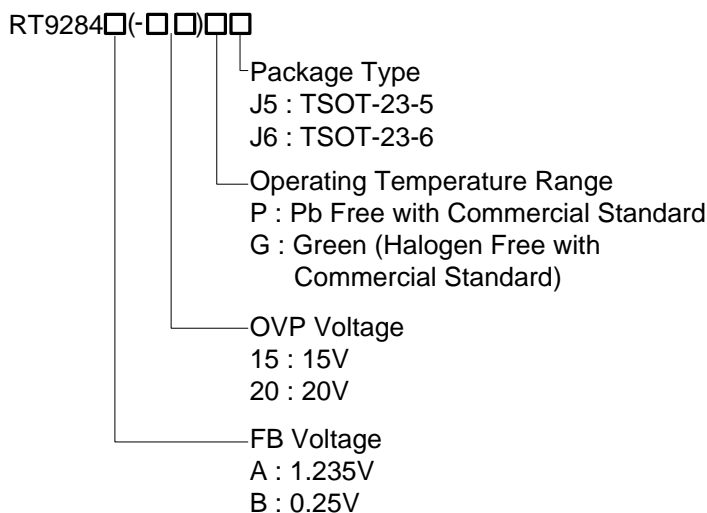 RT9284□(-□□)□□
Package Type
J5 : TSOT-23-5
J6 : TSOT-23-6
Operating Temperature Range
P : Pb Free with Commercial Standard
G : Green (Halogen Free with
Commercial Standard)
OVP Voltage
15 : 15V
20 : 20V
FB Voltage
A : 1.235V
B : 0.25V